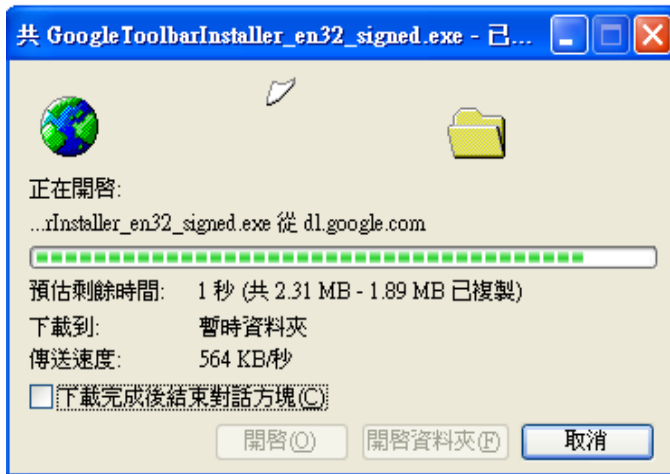 共 GoogleToolbarInstaller_en32_signed.exe - 已...
正在開啓:
...rInstaller_en32_signed.exe 從 dl.google.com
預估剩餘時間: 1 秒 (共 2.31 MB - 1.89 MB 已複製)
下載到: 暫時資料夾
傳送速度: 564 KB/秒
下載完成後結束對話方塊(C)
開啓(O) 開啓資料夾(F) 取消